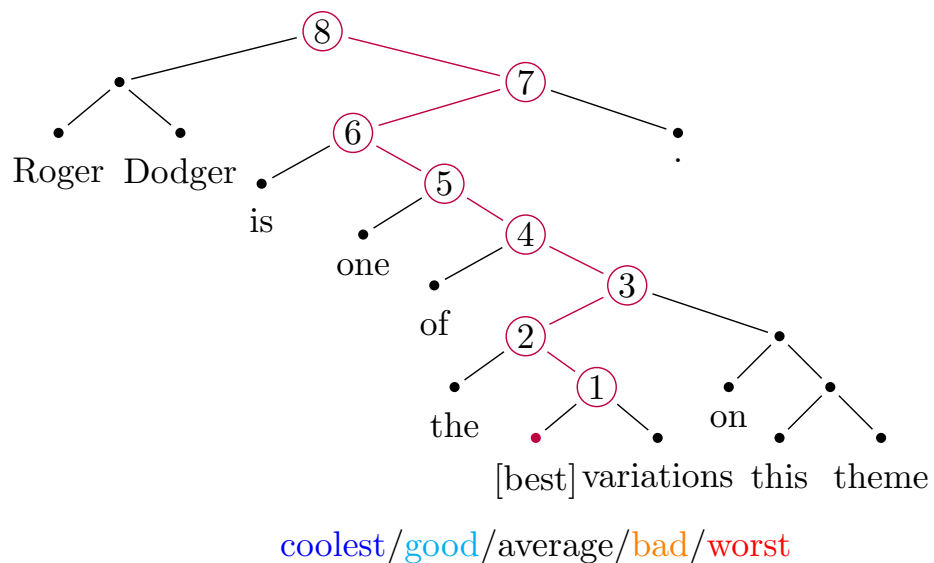 8
7
6
Roger Dodger .
5
is
4
one
3
of
2
1
the on
[best] variations this theme
coolest/good/average/bad/worst